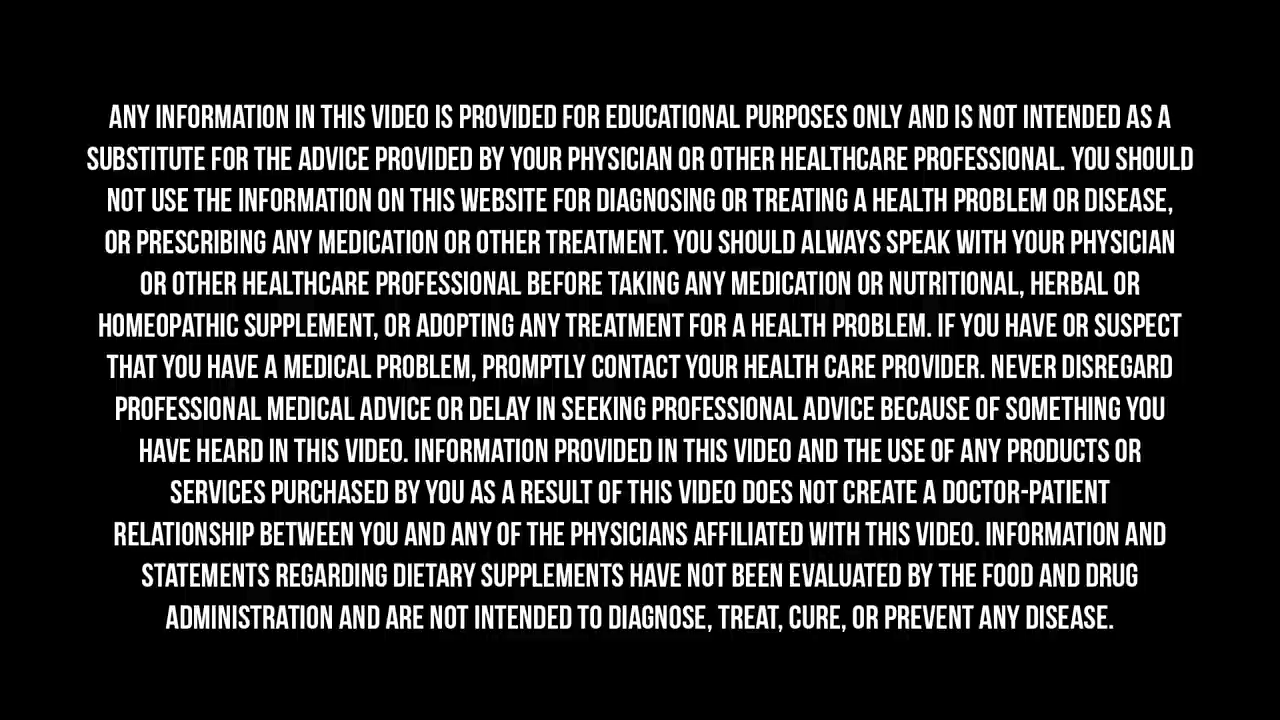 ANY INFORMATION IN THIS VIDEO IS PROVIDED FOR EDUCATIONAL PURPOSES ONLY AND IS NOT INTENDED AS A
SUBSTITUTE FOR THE ADVICE PROVIDED BY YOUR PHYSICIAN OR OTHER HEALTHCARE PROFESSIONAL. YOU SHOULD
NOT USE THE INFORMATION ON THIS WEBSITE FOR DIAGNOSING OR TREATING A HEALTH PROBLEM OR DISEASE,
OR PRESCRIBING ANY MEDICATION OR OTHER TREATMENT. YOU SHOULD ALWAYS SPEAK WITH YOUR PHYSICIAN
OR OTHER HEALTHCARE PROFESSIONAL BEFORE TAKING ANY MEDICATION OR NUTRITIONAL, HERBAL OR
HOMEOPATHIC SUPPLEMENT, OR ADOPTING ANY TREATMENT FOR A HEALTH PROBLEM. IF YOU HAVE OR SUSPECT
THAT YOU HAVE A MEDICAL PROBLEM, PROMPTLY CONTACT YOUR HEALTH CARE PROVIDER. NEVER DISREGARD
PROFESSIONAL MEDICAL ADVICE OR DELAY IN SEEKING PROFESSIONAL ADVICE BECAUSE OF SOMETHING YOU
HAVE HEARD IN THIS VIDEO. INFORMATION PROVIDED IN THIS VIDEO AND THE USE OF ANY PRODUCTS OR
SERVICES PURCHASED BY YOU AS A RESULT OF THIS VIDEO DOES NOT CREATE A DOCTOR-PATIENT
RELATIONSHIP BETWEEN YOU AND ANY OF THE PHYSICIANS AFFILIATED WITH THIS VIDEO. INFORMATION AND
STATEMENTS REGARDING DIETARY SUPPLEMENTS HAVE NOT BEEN EVALUATED BY THE FOOD AND DRUG
ADMINISTRATION AND ARE NOT INTENDED TO DIAGNOSE, TREAT, CURE, OR PREVENT ANY DISEASE.